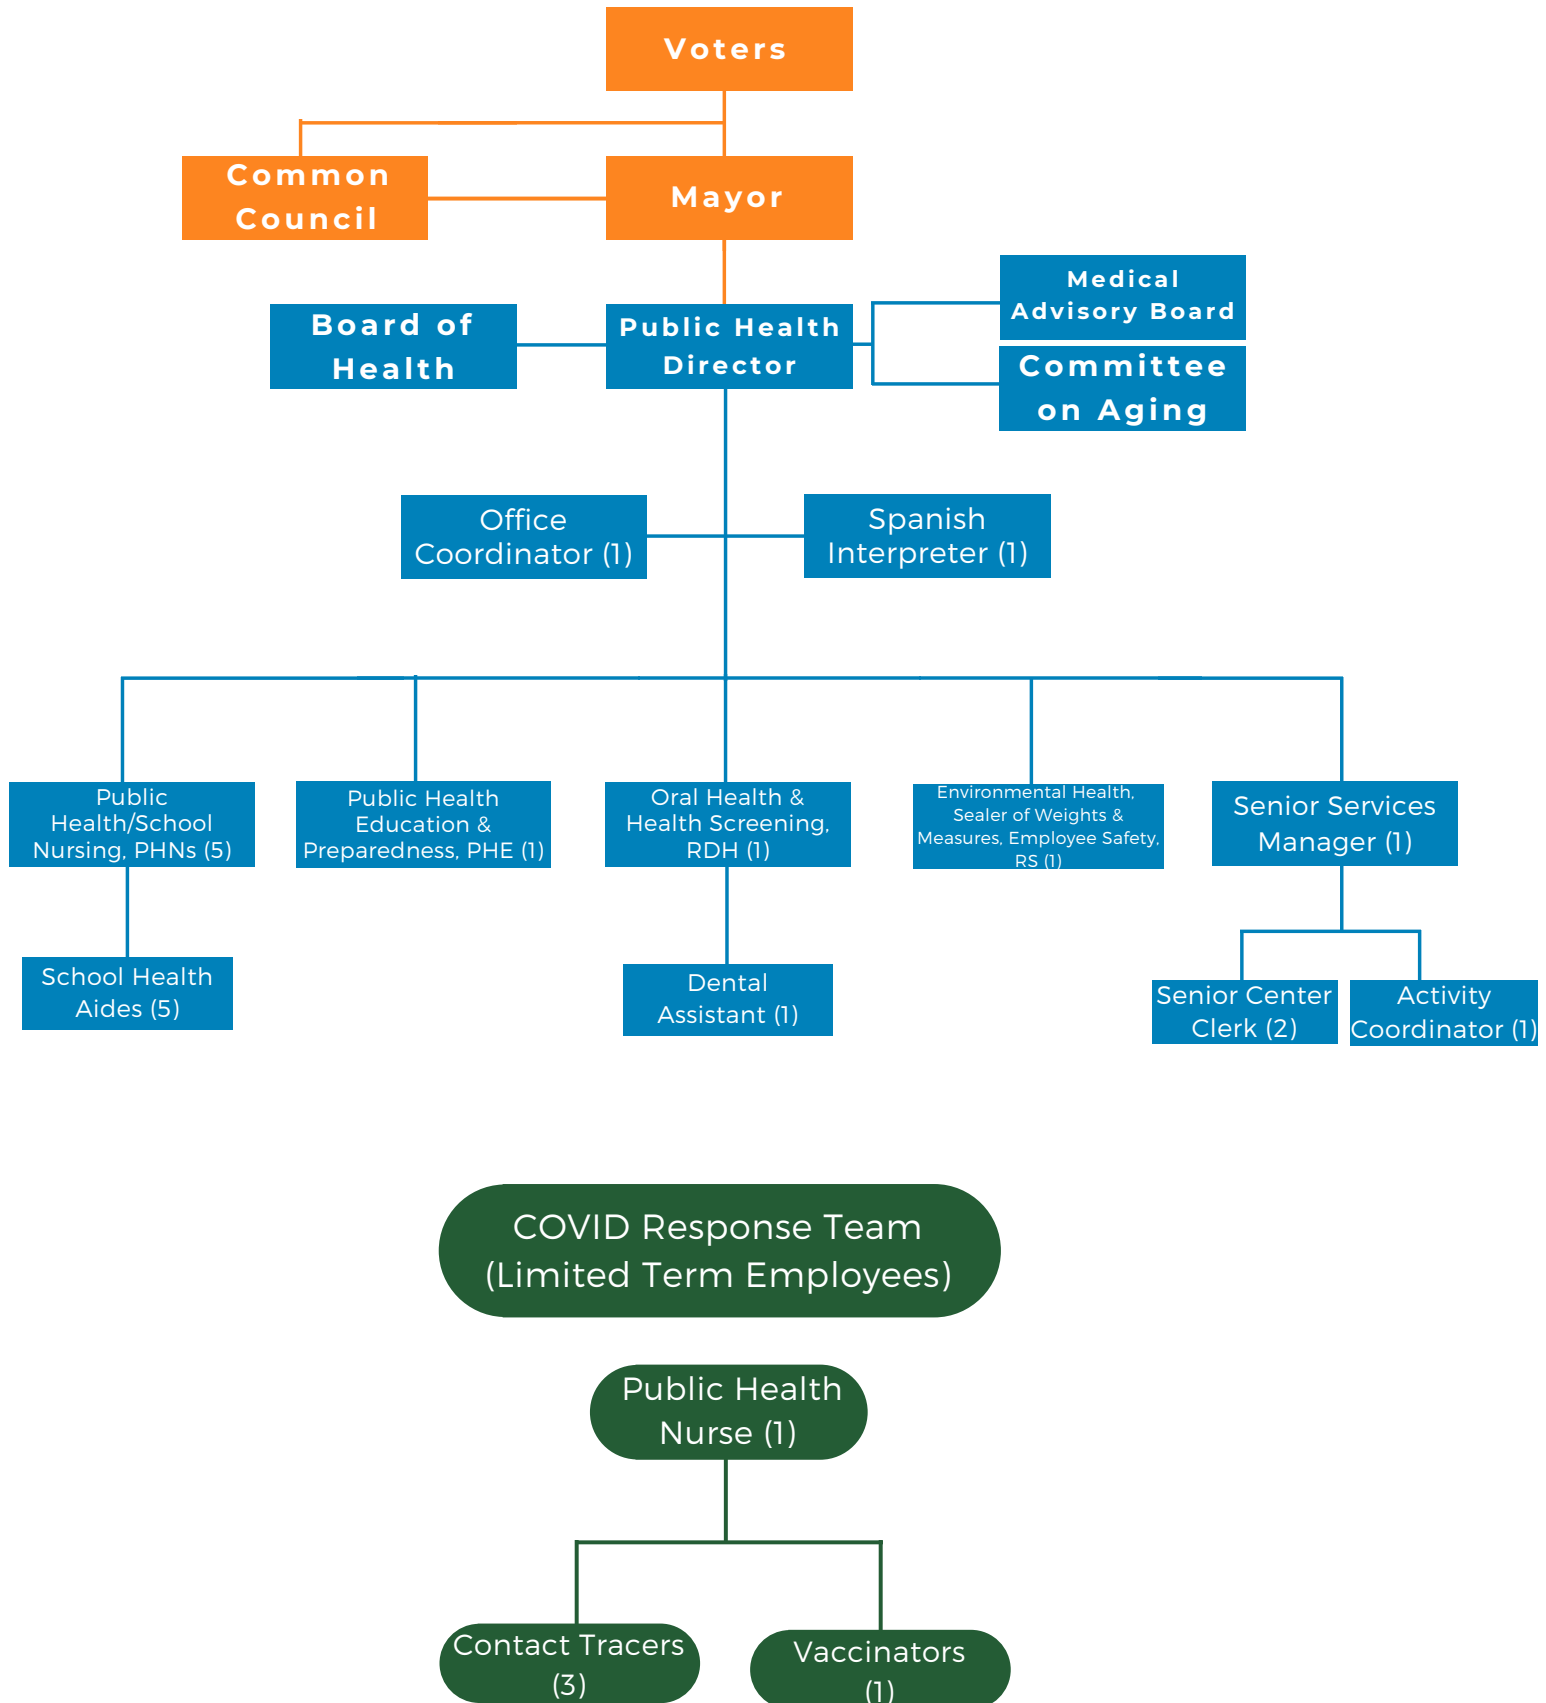 Voters
Common
Council
Mayor
Medical
Advisory Board
Board of
Health
Public Health
Director
Committee
on Aging
Office
Coordinator (1)
Spanish
Interpreter (1)
Public
Health/School
Nursing, PHNs (5)
Public Health
Education &
Preparedness, PHE (1)
Oral Health &
Health Screening,
RDH (1)
Environmental Health,
Sealer of Weights &
Measures, Employee Safety,
RS (1)
Senior Services
Manager (1)
School Health
Aides (5)
Dental
Assistant (1)
Senior Center
Clerk (2)
Activity
Coordinator (1)
COVID Response Team
(Limited Term Employees)
Public Health
Nurse (1)
Contact Tracers
(3)
Vaccinators
(1)